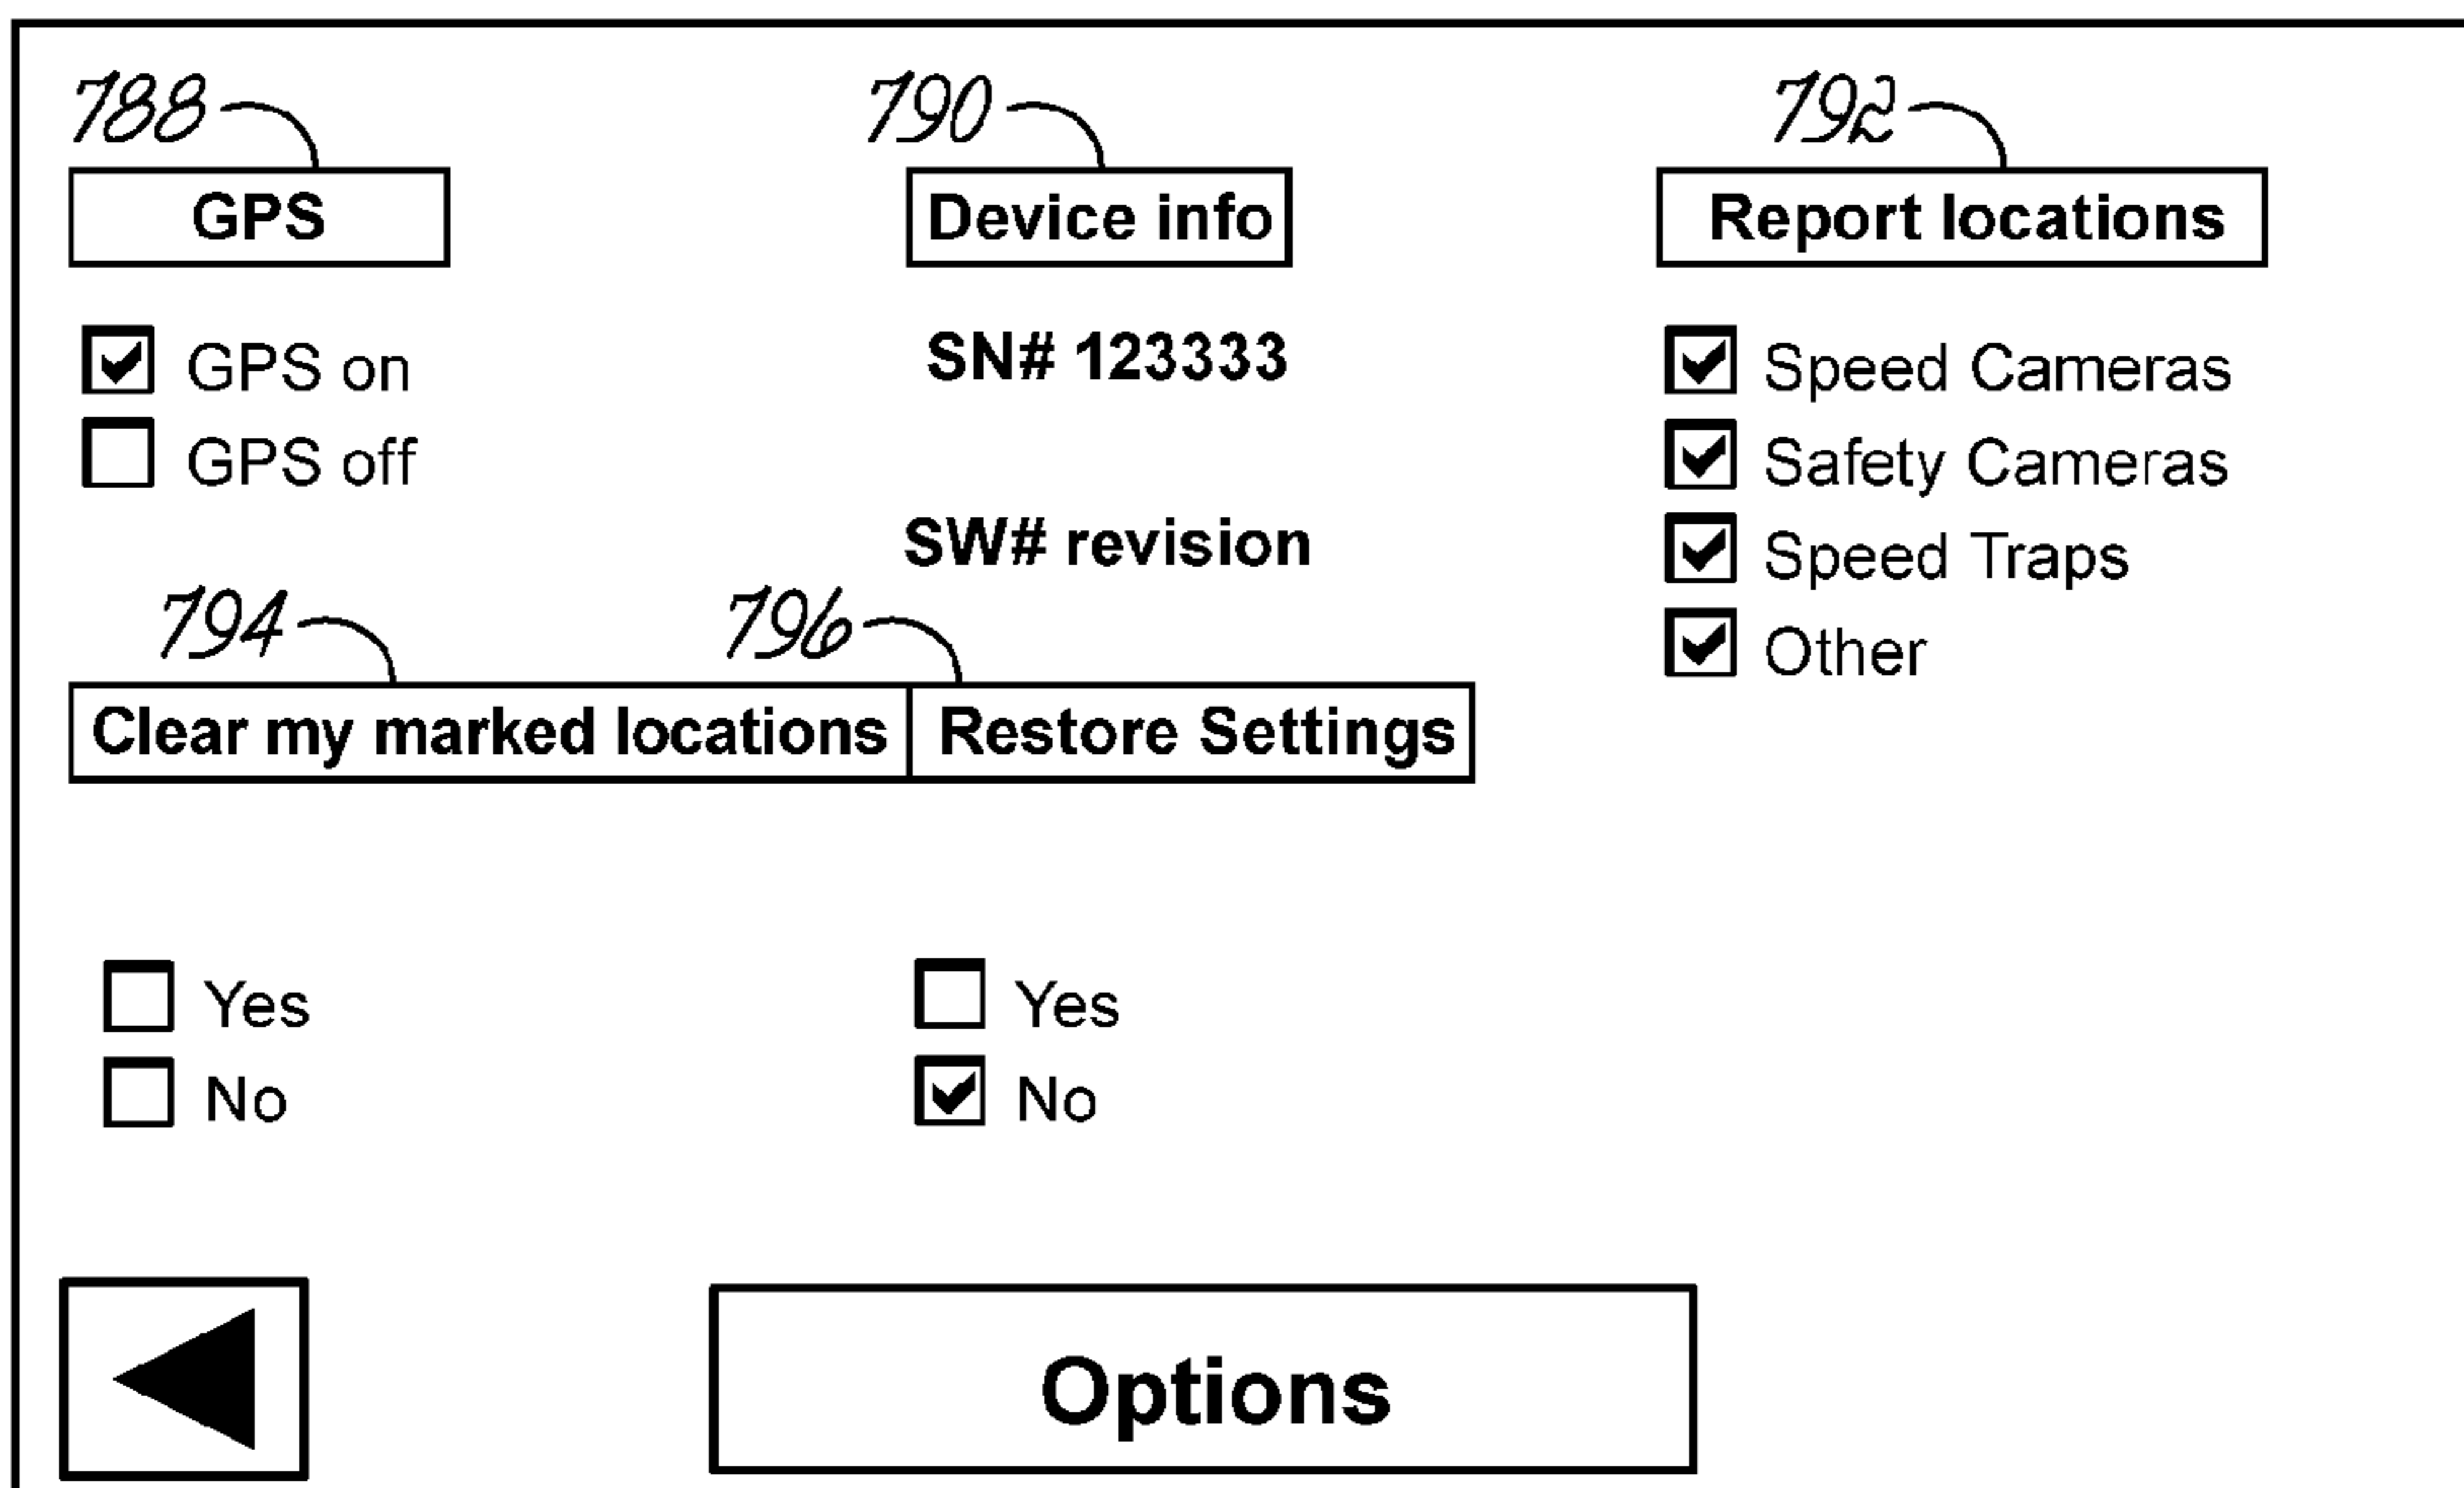 788 790 792
GPS Device info Report locations
GPS on SN# 123333 Speed Cameras
GPS off Safety Cameras
SW# revision Speed Traps
794 796 Other
Clear my marked locations Restore Settings
Yes Yes
No No
Options